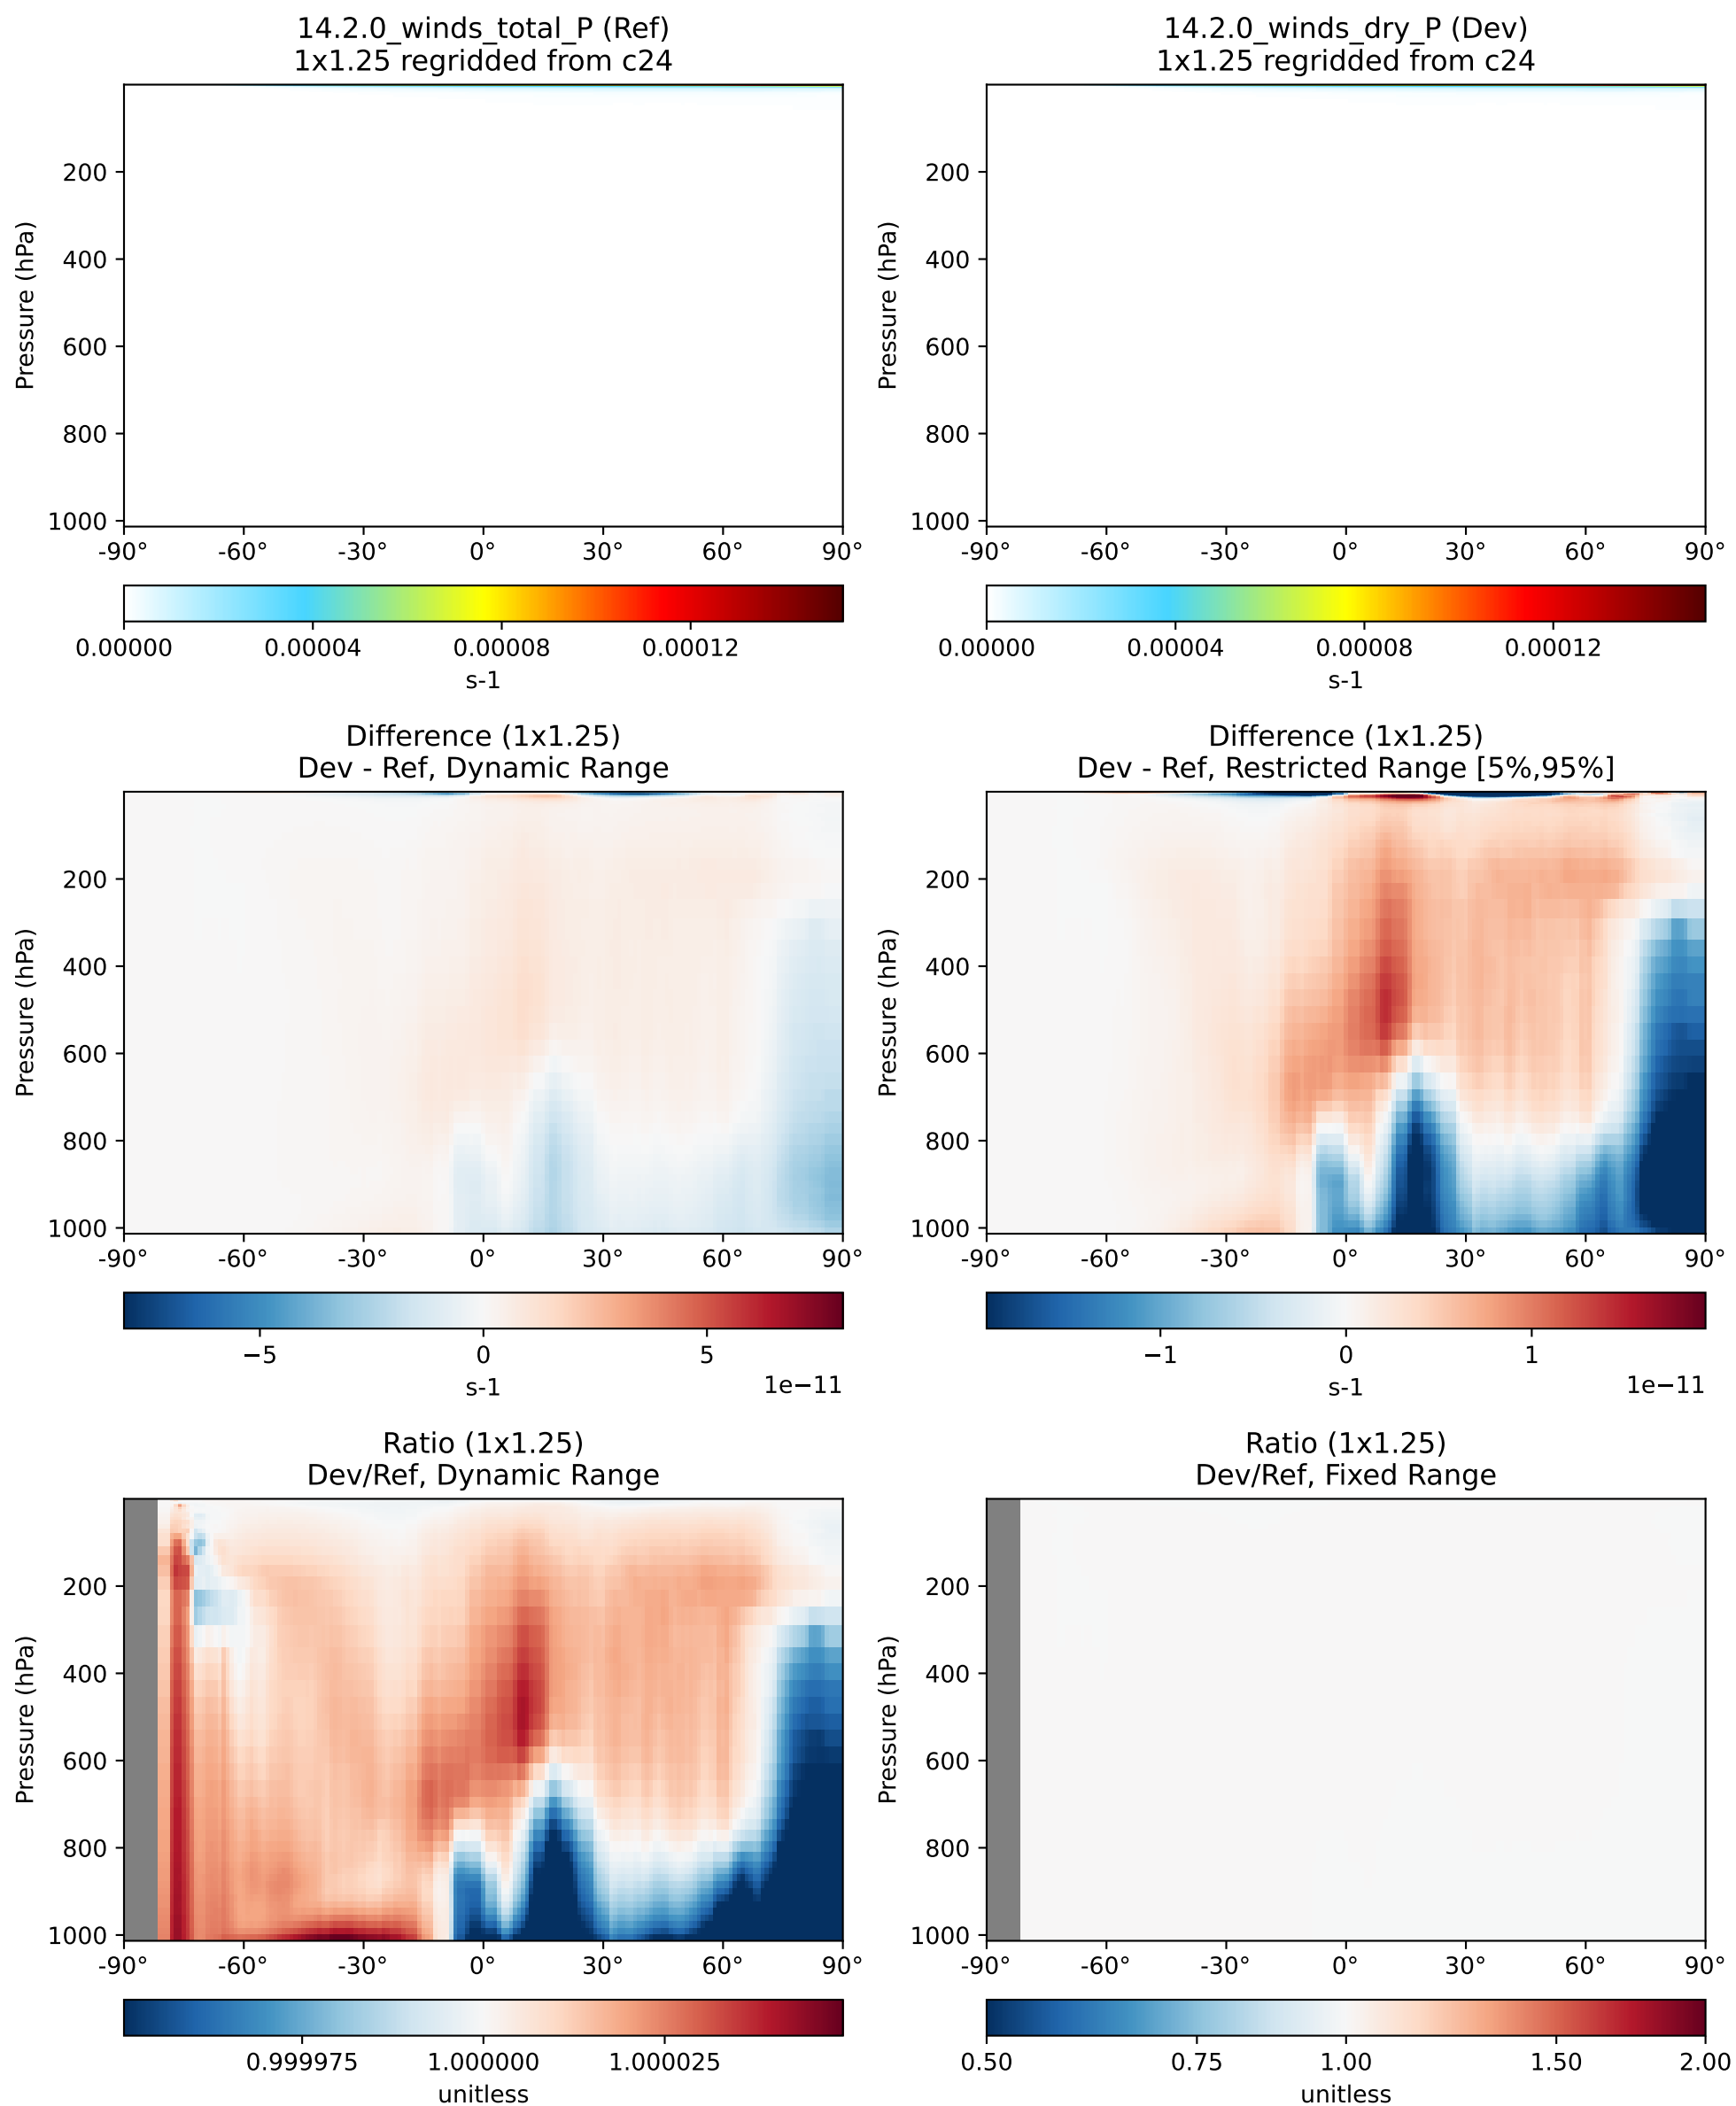 14.2.0_winds_total_P (Ref)
1x1.25 regridded from c24
Pressure (hPa)
200
400
600
800
1000
-90° -60° -30° 0° 30° 60° 90°
0.00000 0.00004 0.00008 0.00012
s-1
14.2.0_winds_dry_P (Dev)
1x1.25 regridded from c24
Pressure (hPa)
200
400
600
800
1000
-90° -60° -30° 0° 30° 60° 90°
0.00000 0.00004 0.00008 0.00012
s-1
Difference (1x1.25)
Dev - Ref, Dynamic Range
Pressure (hPa)
200
400
600
800
1000
-90° -60° -30° 0° 30° 60° 90°
−5 0 5
s-1 1e−11
Difference (1x1.25)
Dev - Ref, Restricted Range [5%,95%]
Pressure (hPa)
200
400
600
800
1000
-90° -60° -30° 0° 30° 60° 90°
−1 0 1
s-1 1e−11
Ratio (1x1.25)
Dev/Ref, Dynamic Range
Pressure (hPa)
200
400
600
800
1000
-90° -60° -30° 0° 30° 60° 90°
0.999975 1.000000 1.000025
unitless
Ratio (1x1.25)
Dev/Ref, Fixed Range
Pressure (hPa)
200
400
600
800
1000
-90° -60° -30° 0° 30° 60° 90°
0.50 0.75 1.00 1.50 2.00
unitless